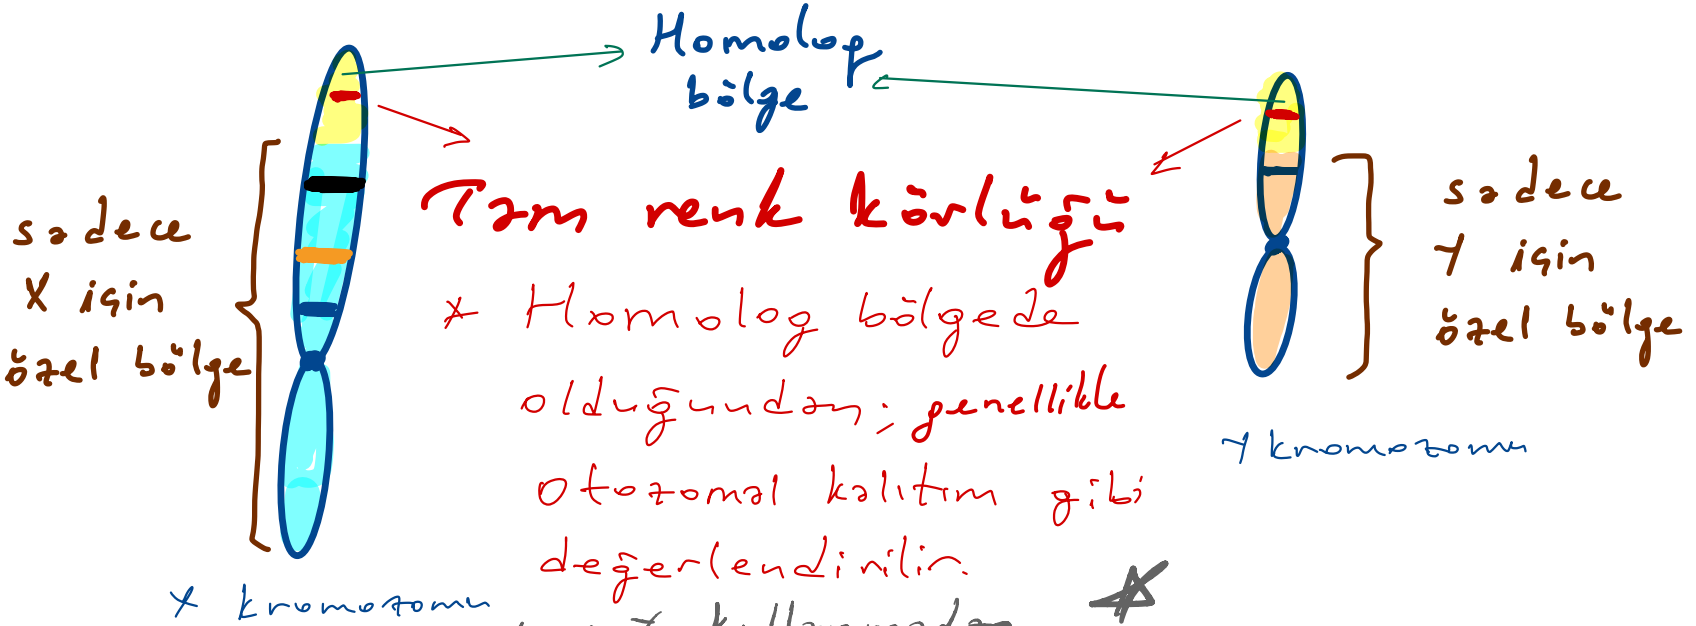 Homolog
bölge
Tam renk körlüğü
* Homolog bölgede
olduğundan; genellikle
otozomal kalıtım gibi
değerlendirilir.
sadece
X için
özel bölge
X kromozomu
sadece
Y için
özel bölge
Y kromozomu